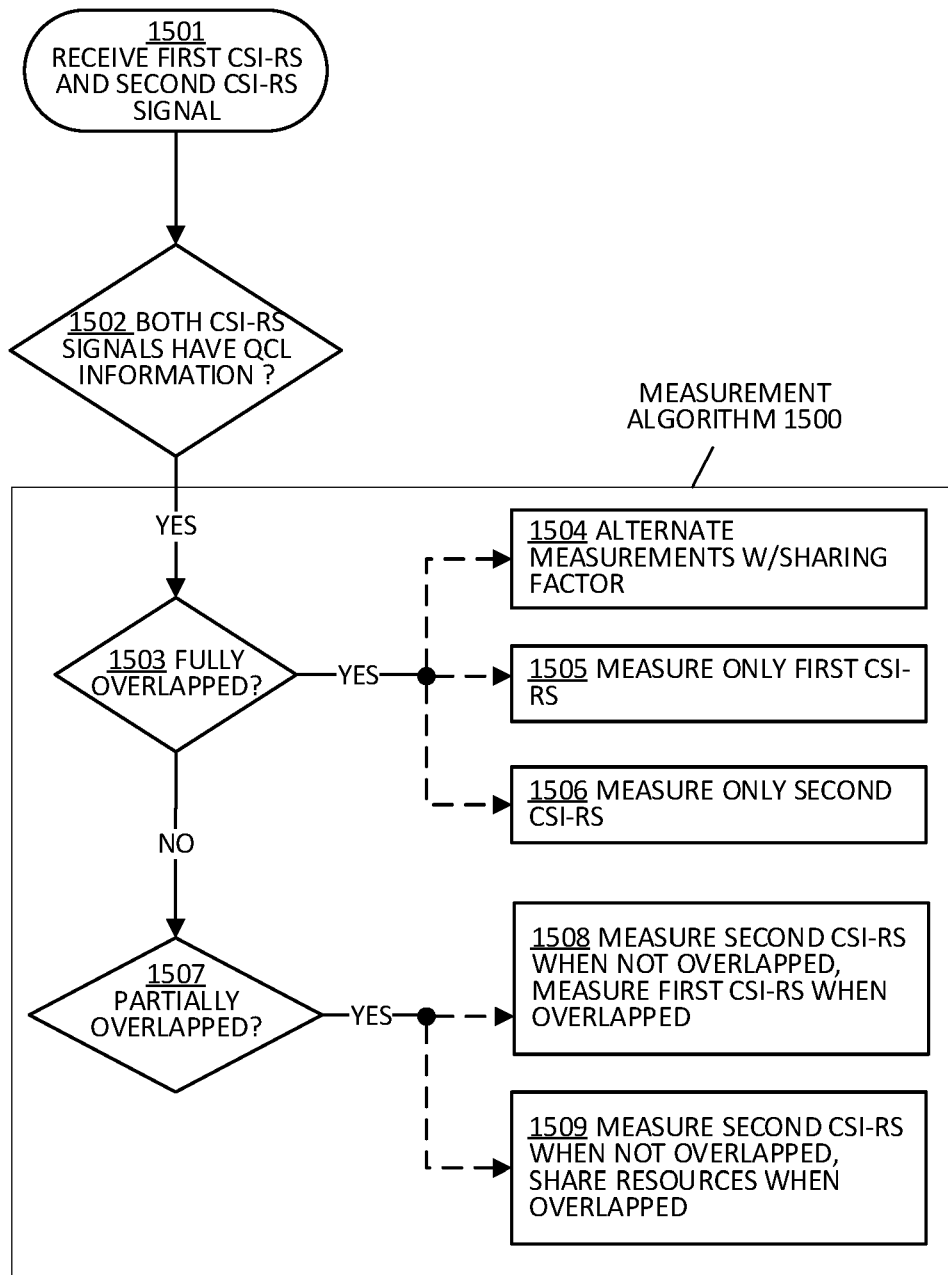 1501
RECEIVE FIRST CSI-RS
AND SECOND CSI-RS
SIGNAL
1502 BOTH CSI-RS
SIGNALS HAVE QCL
INFORMATION ?
MEASUREMENT
ALGORITHM 1500
YES
1503 FULLY
OVERLAPPED?
YES
1504 ALTERNATE
MEASUREMENTS W/SHARING
FACTOR
1505 MEASURE ONLY FIRST CSI-
RS
1506 MEASURE ONLY SECOND
CSI-RS
NO
1507
PARTIALLY
OVERLAPPED?
YES
1508 MEASURE SECOND CSI-RS
WHEN NOT OVERLAPPED,
MEASURE FIRST CSI-RS WHEN
OVERLAPPED
1509 MEASURE SECOND CSI-RS
WHEN NOT OVERLAPPED,
SHARE RESOURCES WHEN
OVERLAPPED